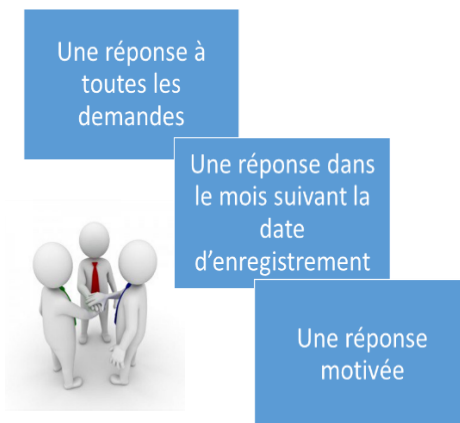 Une réponse à
toutes les
demandes
Une réponse dans
le mois suivant la
date
d'enregistrement
Une réponse
motivée